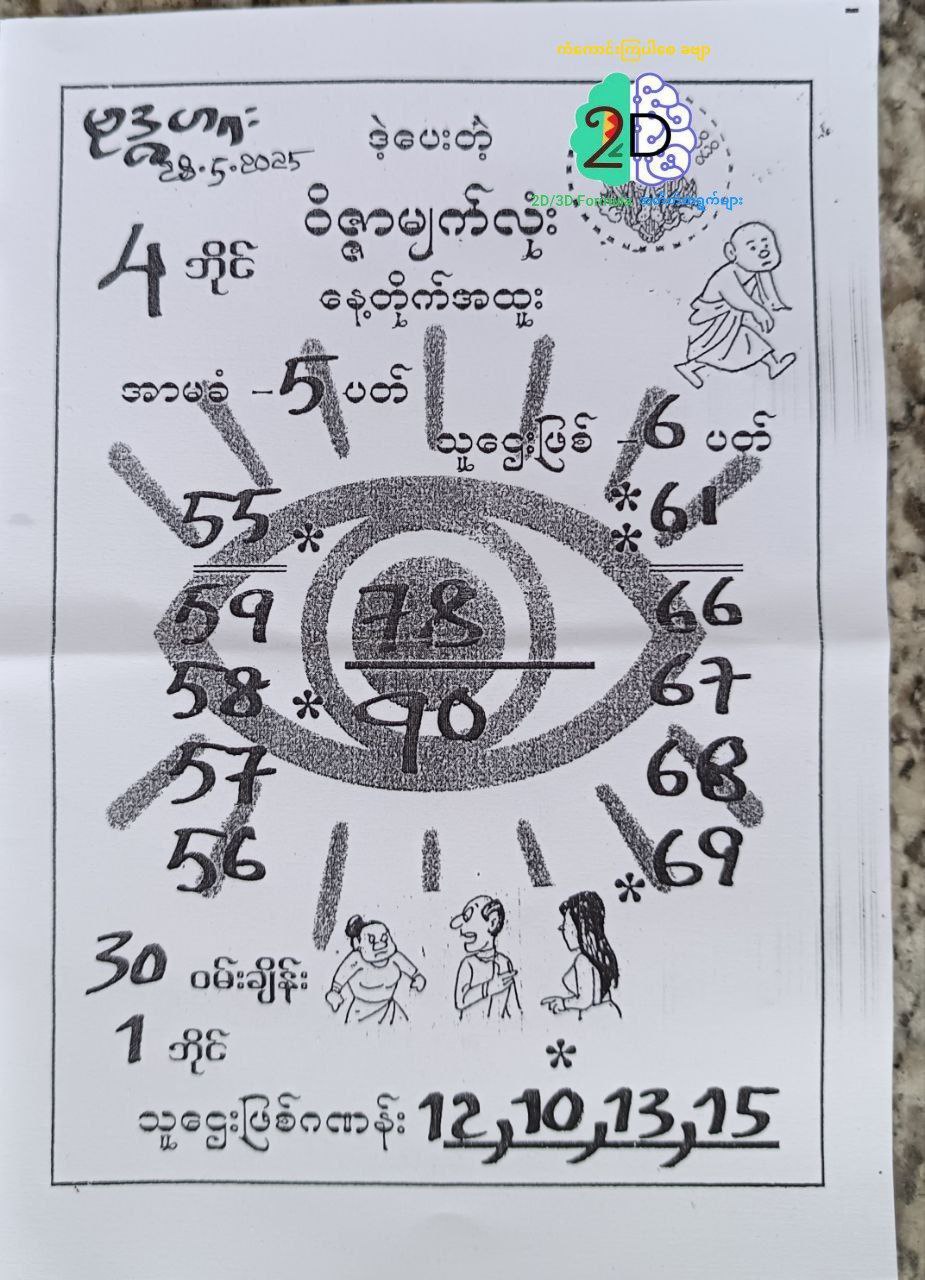 ကံကောင်းကြပါစေ ခဗျာ
2D
2D/3D Formula
ဗုဒ္ဓဟူး
28.5.2025
ဒဲ့ပေးတဲ့
ဝိဇ္ဇာမျက်လုံး
4 ဘိုင်
နေ့တိုက်အထူး
အာမခံ - 5 ပတ်
သူဌေးဖြစ် - 6 ပတ်
55 * ** 61
59 78 66
58 * 90 67
57 68
56 * 69
30 ဝမ်းချိန်း
1 ဘိုင်
*
သူဌေးဖြစ်ဂဏန်း 12,10,13,15